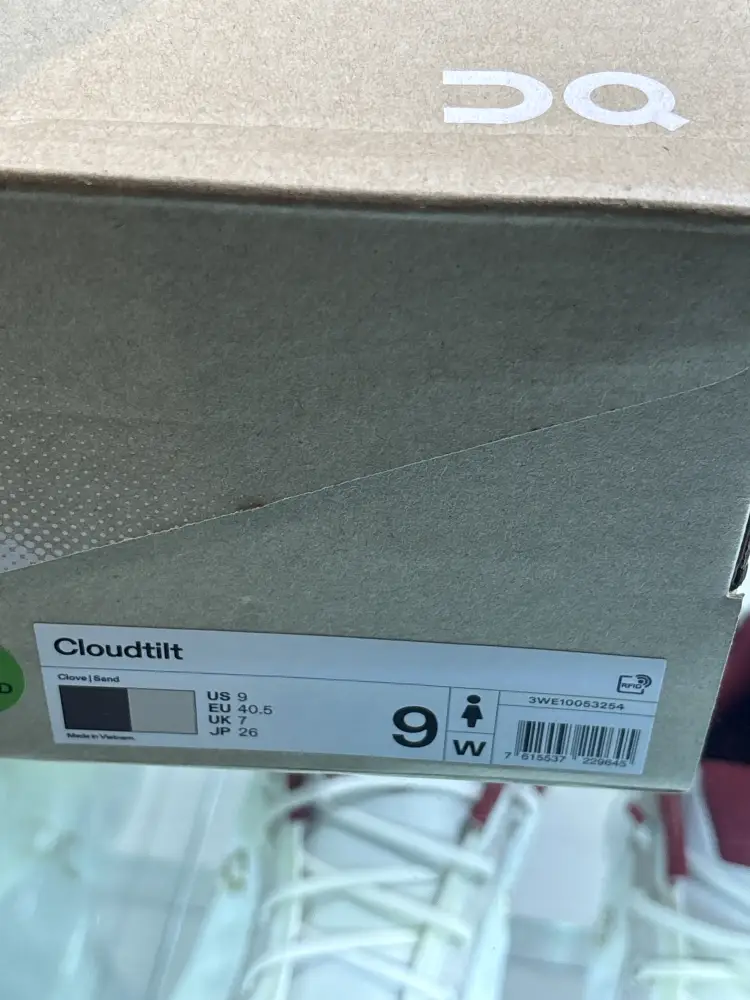 On
D
Cloudtilt
Clove | Sand
US 9
EU 40.5
UK 7
JP 26
Made in Vietnam
9
W
RFID
3WE10053254
7 615537 229645